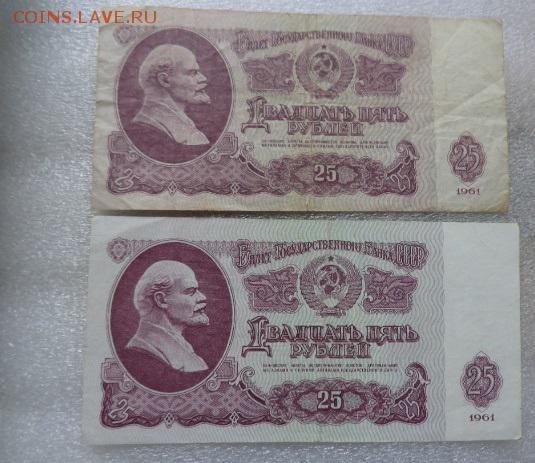 COINS.LAVE.RU
Билет Государственного Банка СССР
Двадцать пять
рублей
25
25
1961
Билет Государственного Банка СССР
Двадцать пять
рублей
25
25
1961